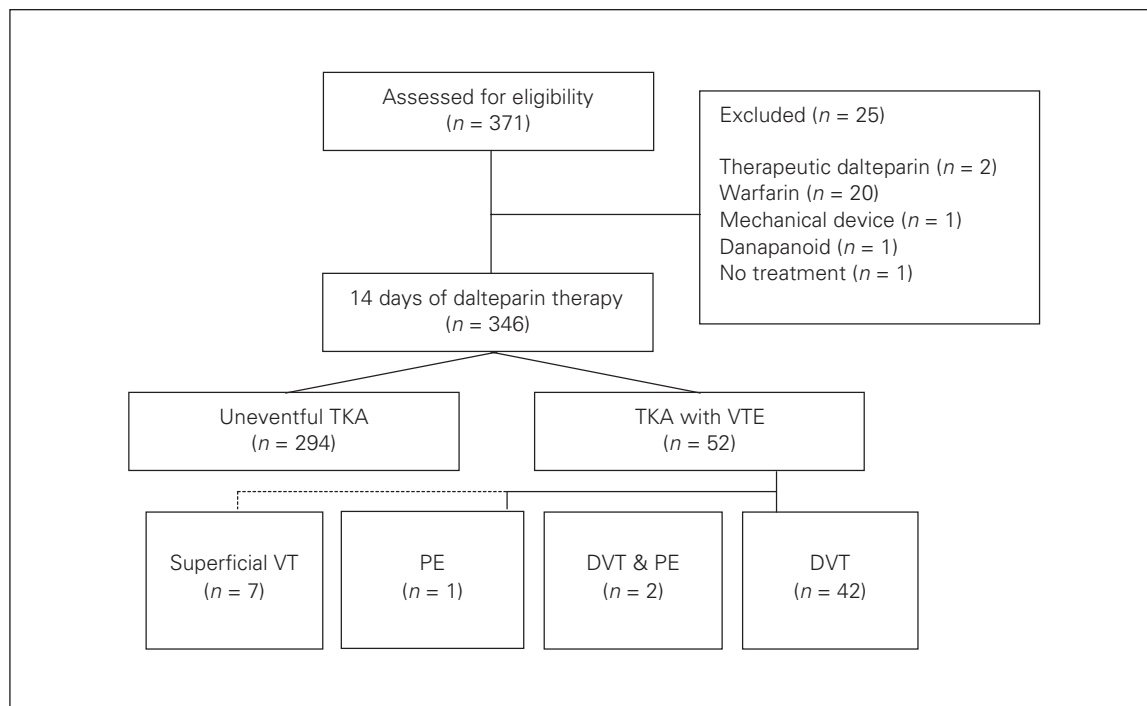 Assessed for eligibility
(n = 371)
Excluded (n = 25)
Therapeutic dalteparin (n = 2)
Warfarin (n = 20)
Mechanical device (n = 1)
Danapanoid (n = 1)
No treatment (n = 1)
14 days of dalteparin therapy
(n = 346)
Uneventful TKA
(n = 294)
TKA with VTE
(n = 52)
Superficial VT
(n = 7)
PE
(n = 1)
DVT & PE
(n = 2)
DVT
(n = 42)